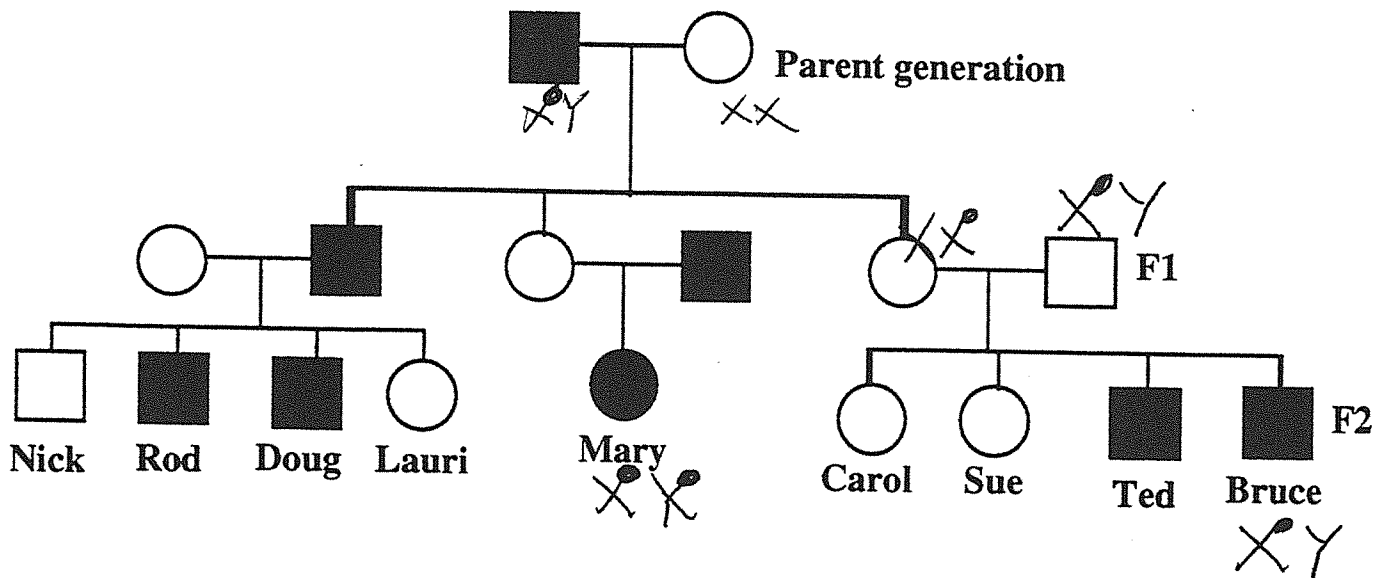 Parent generation
XY
XX
XY
XX
F1
Nick Rod Doug Lauri Mary Carol Sue Ted Bruce F2
XX
XY